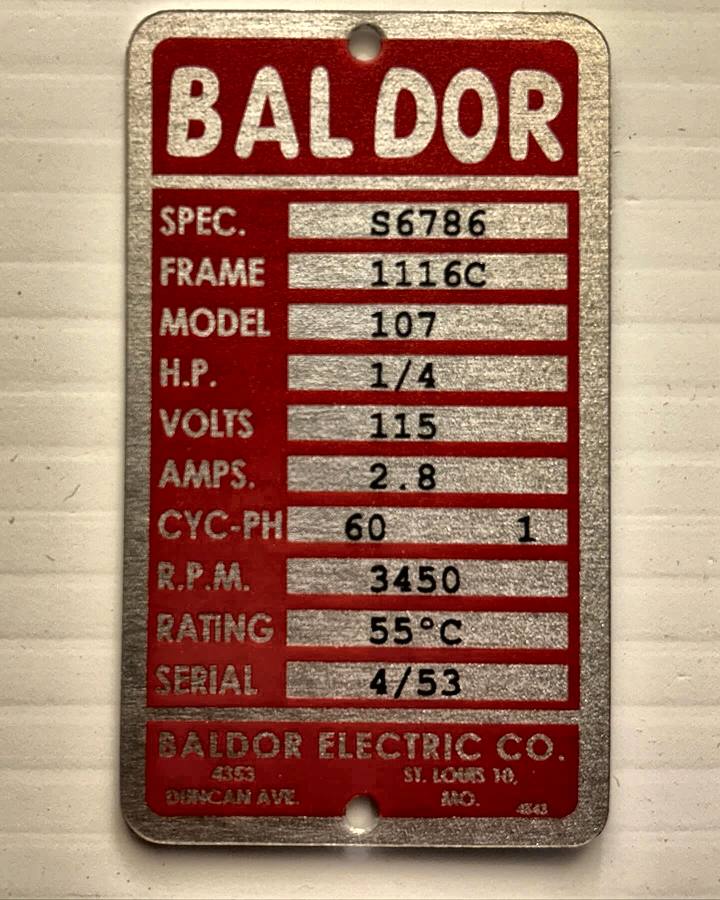 BALDOR
SPEC. S6786
FRAME 1116C
MODEL 107
H.P. 1/4
VOLTS 115
AMPS. 2.8
CYC-PH 60 1
R.P.M. 3450
RATING 55°C
SERIAL 4/53
BALDOR ELECTRIC CO.
4353 ST. LOUIS 10,
DUNCAN AVE. MO.